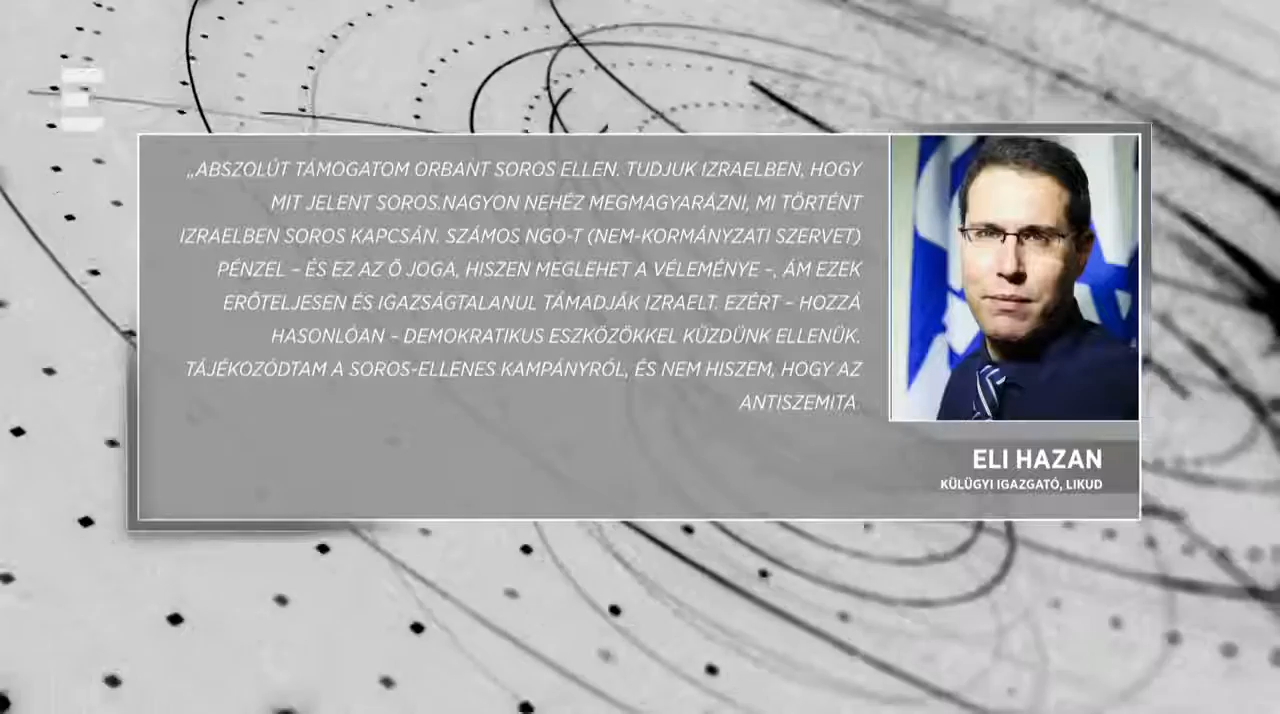 „ABSZOLÚT TÁMOGATOM ORBÁNT SOROS ELLEN. TUDJUK IZRAELBEN, HOGY
MIT JELENT SOROS.NAGYON NEHÉZ MEGMAGYARÁZNI, MI TÖRTÉNT
IZRAELBEN SOROS KAPCSÁN. SZÁMOS NGO-T (NEM-KORMÁNYZATI SZERVET)
PÉNZEL – ÉS EZ AZ Ő JOGA, HISZEN MEGLEHET A VÉLEMÉNYE –, ÁM EZEK
ERŐTELJESEN ÉS IGAZSÁGTALANUL TÁMADJÁK IZRAELT. EZÉRT – HOZZÁ
HASONLÓAN – DEMOKRATIKUS ESZKÖZÖKKEL KÜZDÜNK ELLENÜK.
TÁJÉKOZÓDTAM A SOROS-ELLENES KAMPÁNYRÓL, ÉS NEM HISZEM, HOGY AZ
ANTISZEMITA.
ELI HAZAN
KÜLÜGYI IGAZGATÓ, LIKUD